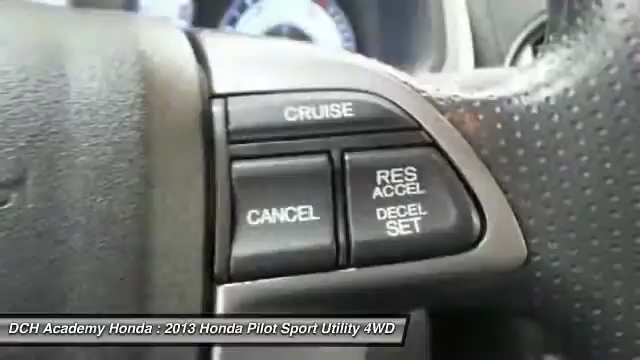 CRUISE
CANCEL
RES
ACCEL
DECEL
SET
DCH Academy Honda : 2013 Honda Pilot Sport Utility 4WD